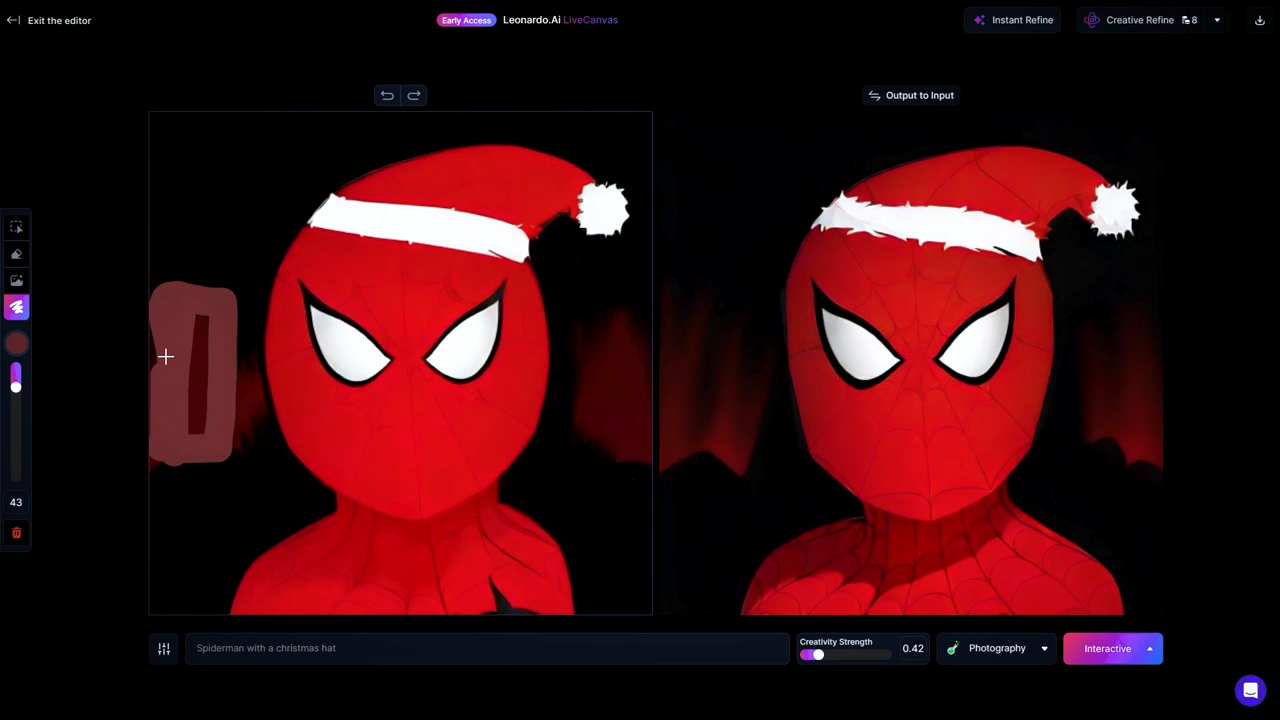 Exit the editor
Early Access Leonardo.Ai LiveCanvas
Instant Refine
Creative Refine 8
Output to Input
43
Spiderman with a christmas hat
Creativity Strength
0.42
Photography
Interactive